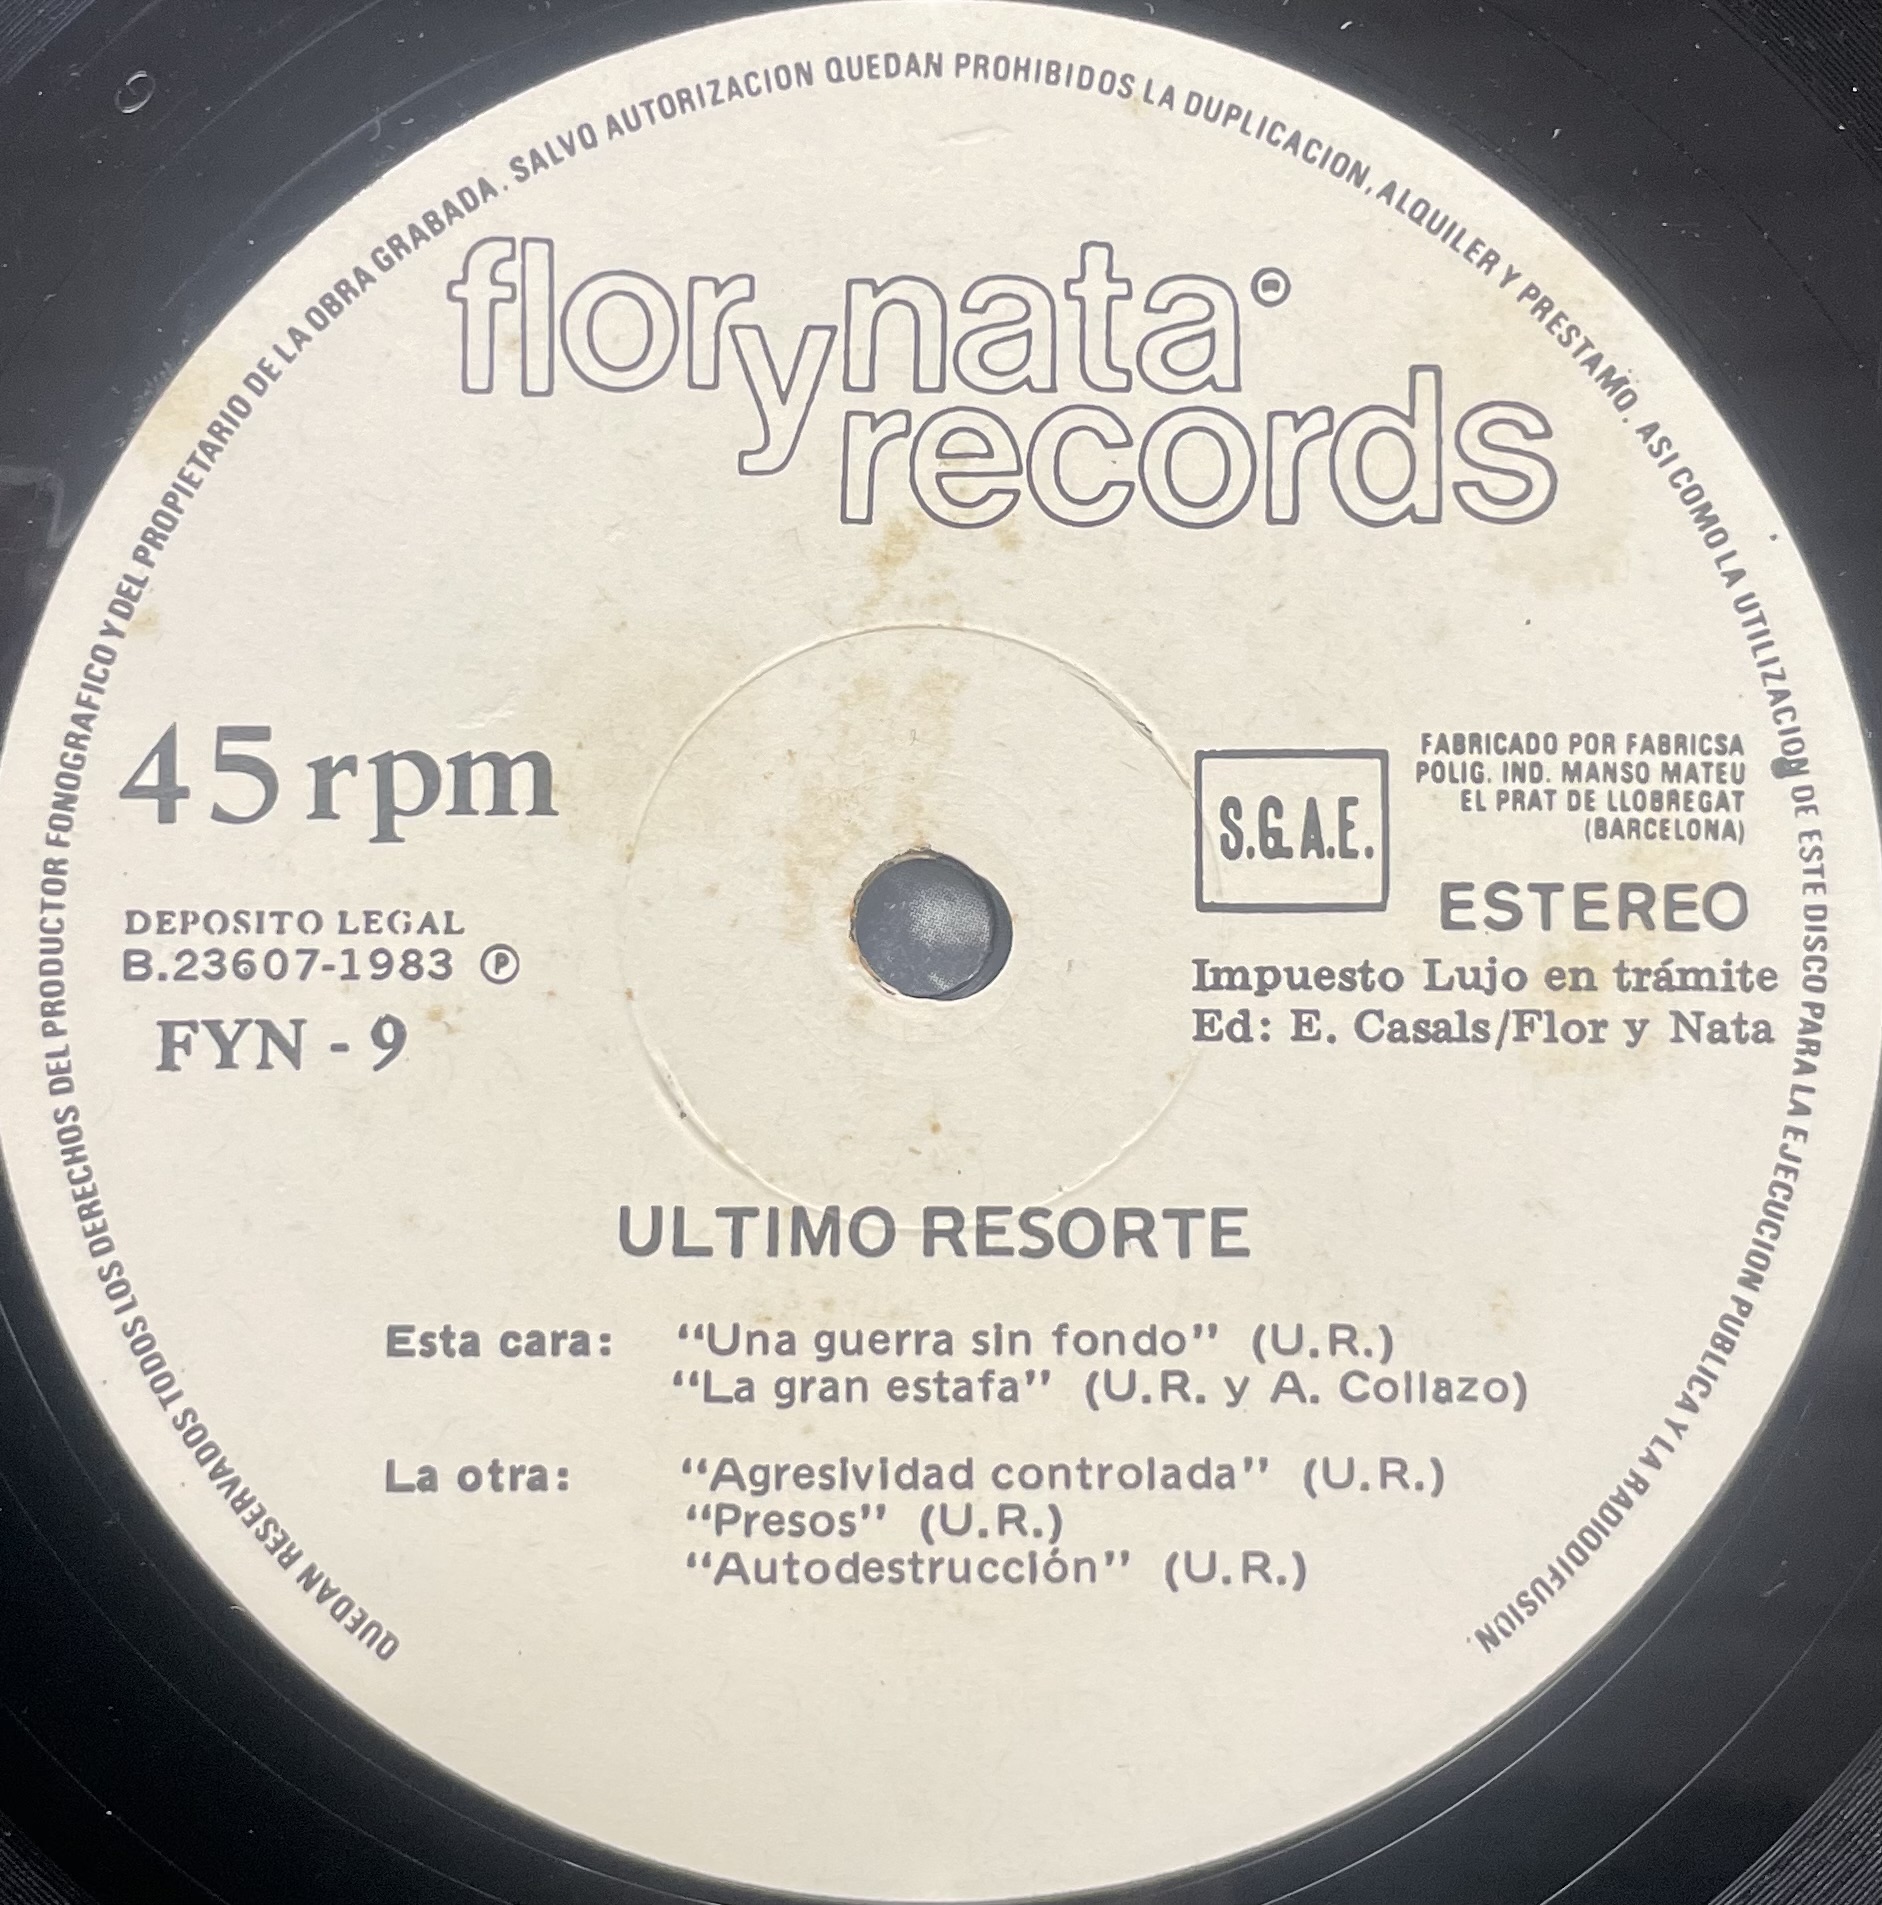 QUEDAN RESERVADOS TODOS LOS DERECHOS DEL PRODUCTOR FONOGRAFICO Y DEL PROPIETARIO DE LA OBRA GRABADA. SALVO AUTORIZACION QUEDAN PROHIBIDOS LA DUPLICACION, ALQUILER Y PRESTAMO. ASI COMO LA UTILIZACION DE ESTE DISCO PARA LA EJECUCION PUBLICA Y LA RADIODIFUSION.
flor y nata ®
records
45 rpm
DEPOSITO LEGAL
B.23607-1983 ℗
FYN - 9
S.G.A.E.
FABRICADO POR FABRICSA
POLIG. IND. MANSO MATEU
EL PRAT DE LLOBREGAT
(BARCELONA)
ESTEREO
Impuesto Lujo en trámite
Ed: E. Casals/Flor y Nata
ULTIMO RESORTE
Esta cara: “Una guerra sin fondo” (U.R.)
“La gran estafa” (U.R. y A. Collazo)
La otra: “Agresividad controlada” (U.R.)
“Presos” (U.R.)
“Autodestrucción” (U.R.)